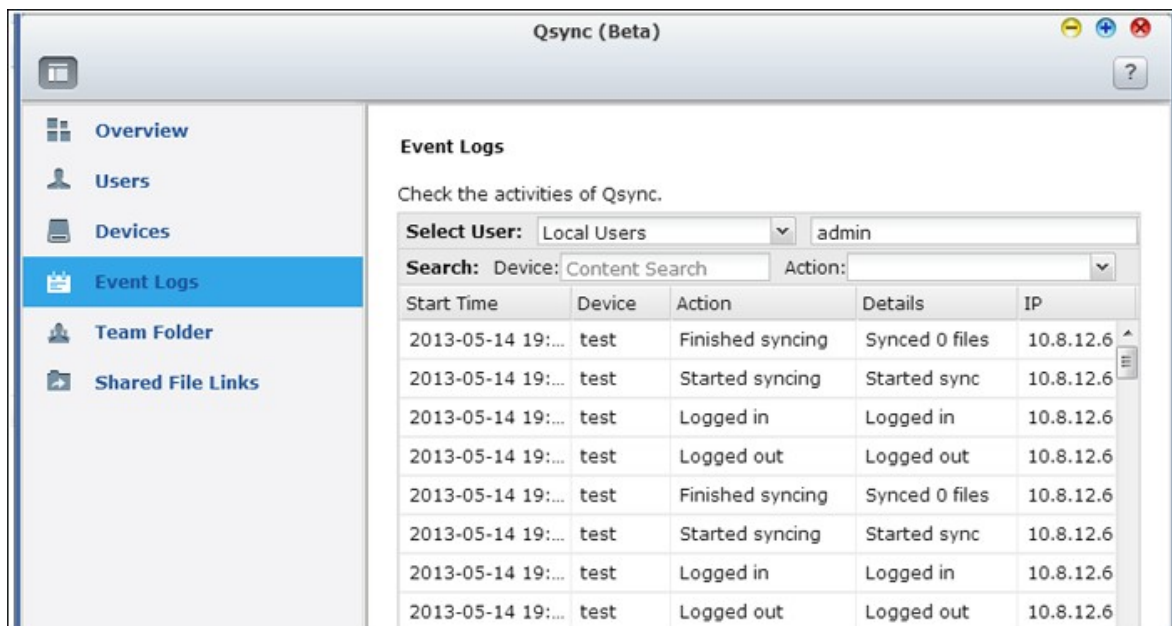 Qsync (Beta)
?
Overview
Users
Devices
Event Logs
Team Folder
Shared File Links
Event Logs
Check the activities of Qsync.
Select User: Local Users admin
Search: Device: Content Search Action:
Start Time Device Action Details IP
2013-05-14 19:... test Finished syncing Synced 0 files 10.8.12.6
2013-05-14 19:... test Started syncing Started sync 10.8.12.6
2013-05-14 19:... test Logged in Logged in 10.8.12.6
2013-05-14 19:... test Logged out Logged out 10.8.12.6
2013-05-14 19:... test Finished syncing Synced 0 files 10.8.12.6
2013-05-14 19:... test Started syncing Started sync 10.8.12.6
2013-05-14 19:... test Logged in Logged in 10.8.12.6
2013-05-14 19:... test Logged out Logged out 10.8.12.6